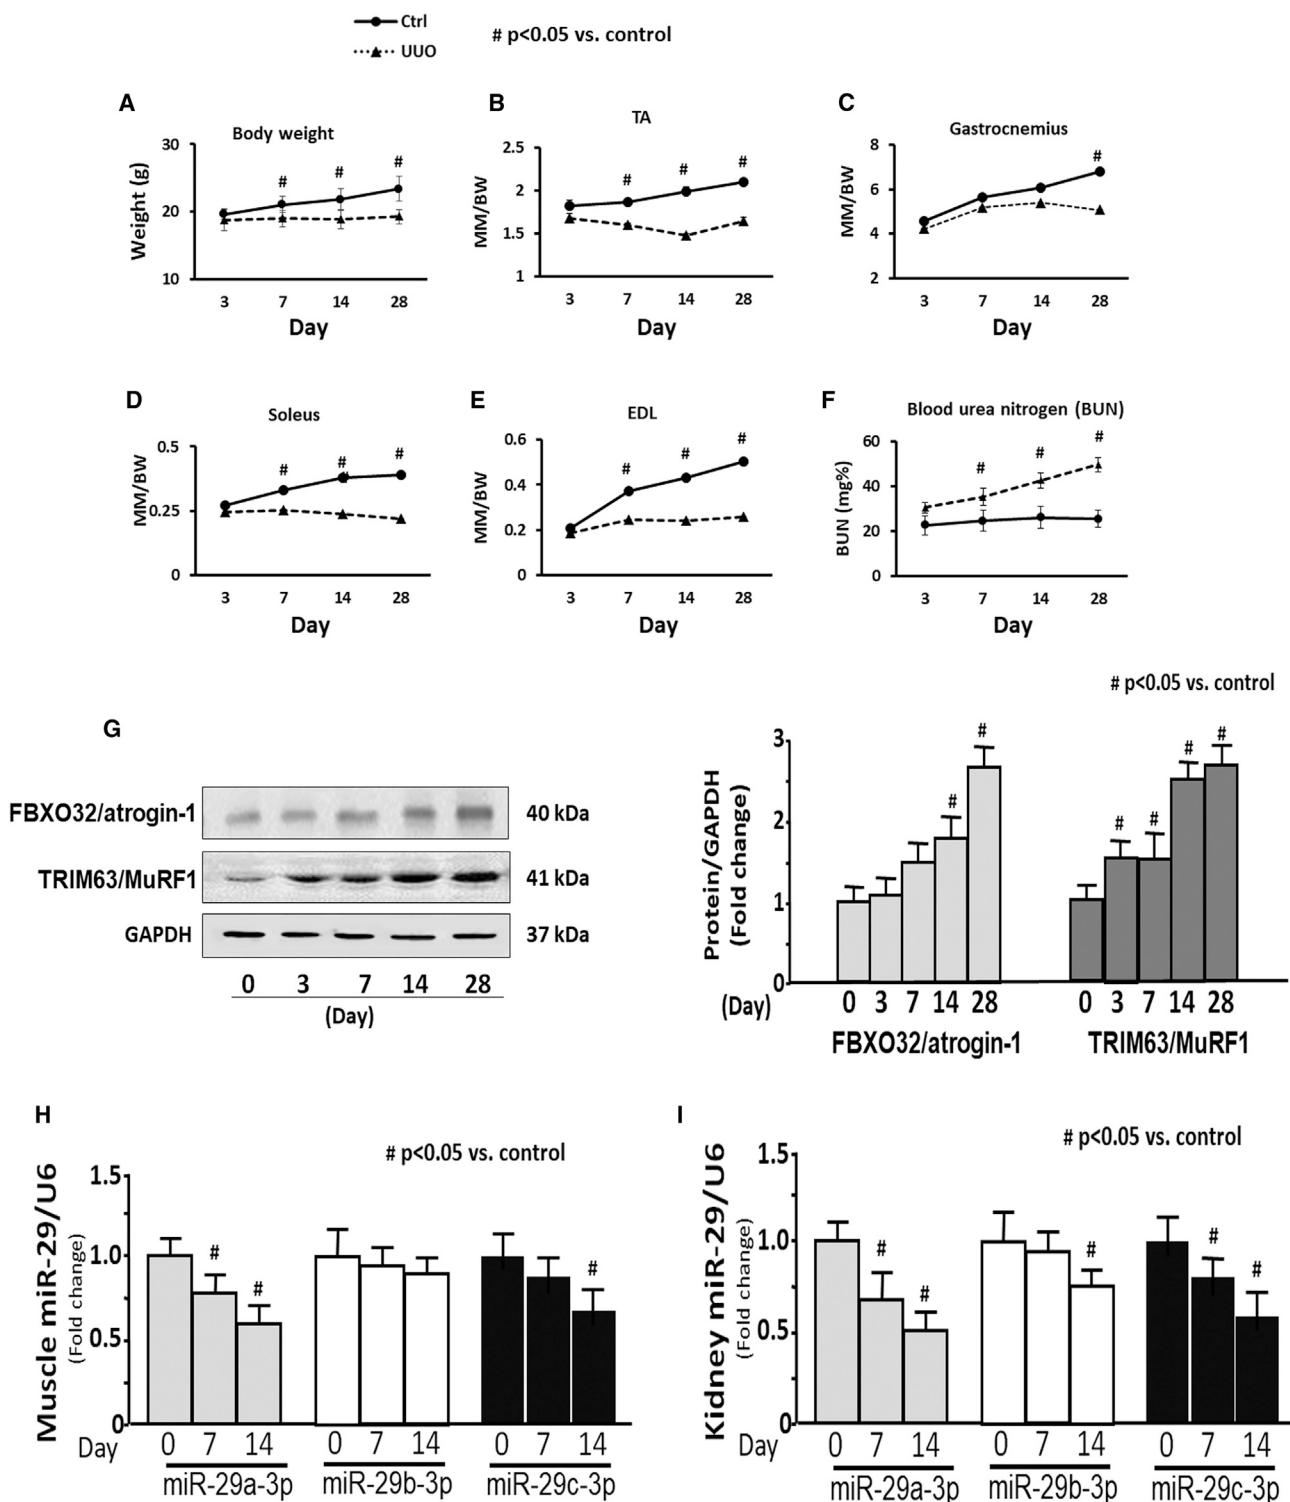 Ctrl
UUO
# p<0.05 vs. control
A
Body weight
#
#
#
30
20
10
Weight (g)
3 7 14 28
Day
B
TA
#
#
#
2.5
2
1.5
1
MM/BW
3 7 14 28
Day
C
Gastrocnemius
#
8
6
4
2
MM/BW
3 7 14 28
Day
D
Soleus
#
#
#
0.5
0.25
0
MM/BW
3 7 14 28
Day
E
EDL
#
#
#
0.6
0.4
0.2
0
MM/BW
3 7 14 28
Day
F
Blood urea nitrogen (BUN)
#
#
#
60
40
20
0
BUN (mg%)
3 7 14 28
Day
G
FBXO32/atrogin-1 40 kDa
TRIM63/MuRF1 41 kDa
GAPDH 37 kDa
0 3 7 14 28
(Day)
# p<0.05 vs. control
3
2
1
0
Protein/GAPDH
(Fold change)
#
#
#
#
#
#
(Day) 0 3 7 14 28 0 3 7 14 28
FBXO32/atrogin-1 TRIM63/MuRF1
H
# p<0.05 vs. control
Muscle miR-29/U6
(Fold change)
1.5
1.0
0.5
0
#
#
#
Day 0 7 14 0 7 14 0 7 14
miR-29a-3p miR-29b-3p miR-29c-3p
I
# p<0.05 vs. control
Kidney miR-29/U6
(Fold change)
1.5
1.0
0.5
0
#
#
#
#
#
Day 0 7 14 0 7 14 0 7 14
miR-29a-3p miR-29b-3p miR-29c-3p